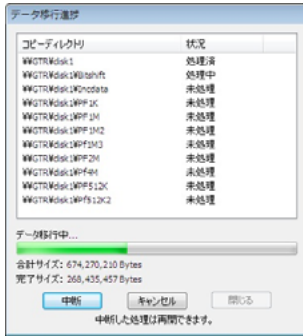 データ移行進捗
コピーディレクトリ 状況
¥¥GTR¥disk1 処理済
¥¥GTR¥disk1¥Bitshift 処理中
¥¥GTR¥disk1¥Oncdata 未処理
¥¥GTR¥disk1¥PF1K 未処理
¥¥GTR¥disk1¥PF1M 未処理
¥¥GTR¥disk1¥PF1M2 未処理
¥¥GTR¥disk1¥Pf1M3 未処理
¥¥GTR¥disk1¥PF2M 未処理
¥¥GTR¥disk1¥Pf4M 未処理
¥¥GTR¥disk1¥PF512K 未処理
¥¥GTR¥disk1¥Pf512K2 未処理
データ移行中...
合計サイズ: 674,270,210 Bytes
完了サイズ: 268,435,457 Bytes
中断 キャンセル 閉じる
中断した処理は再開できます。